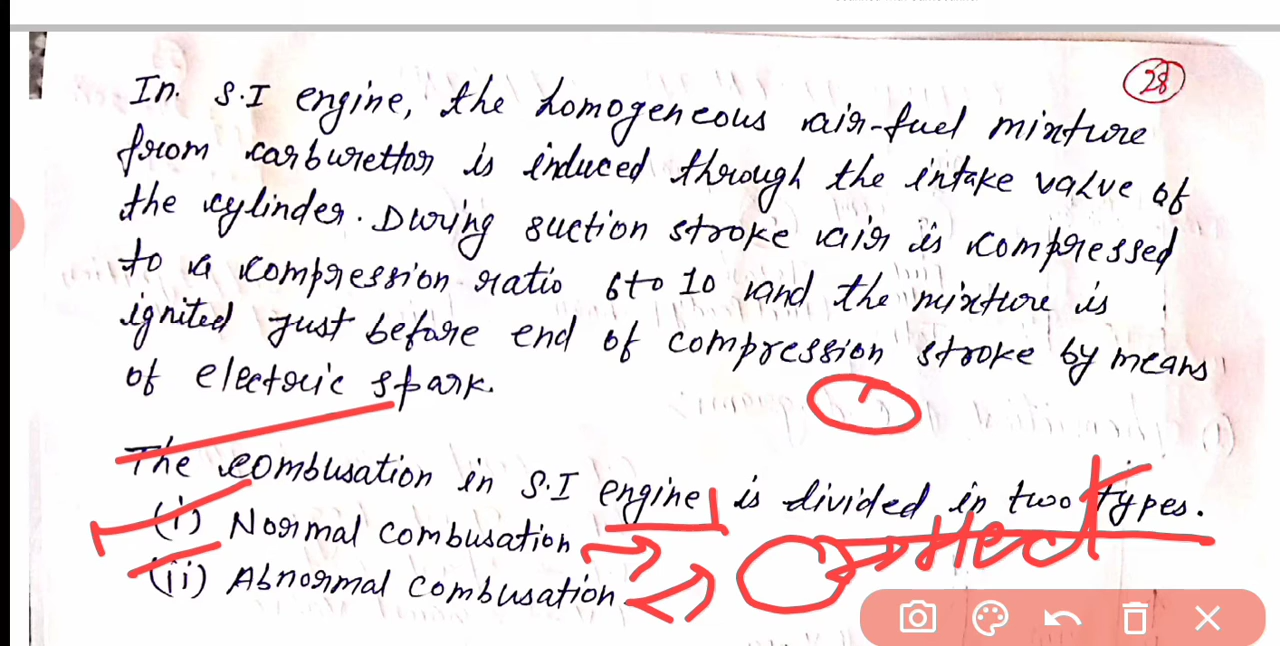 28
In. S.I engine, the homogeneous air-fuel mixture
from carburettor is induced through the intake valve of
the cylinder. During suction stroke air is compressed
to a compression ratio 6 to 10 and the mixture is
ignited just before end of compression stroke by means
of electoric spark.
The combusation in S.I engine is divided in two types.
(i) Normal combusation
Heat
(ii) Abnormal combusation